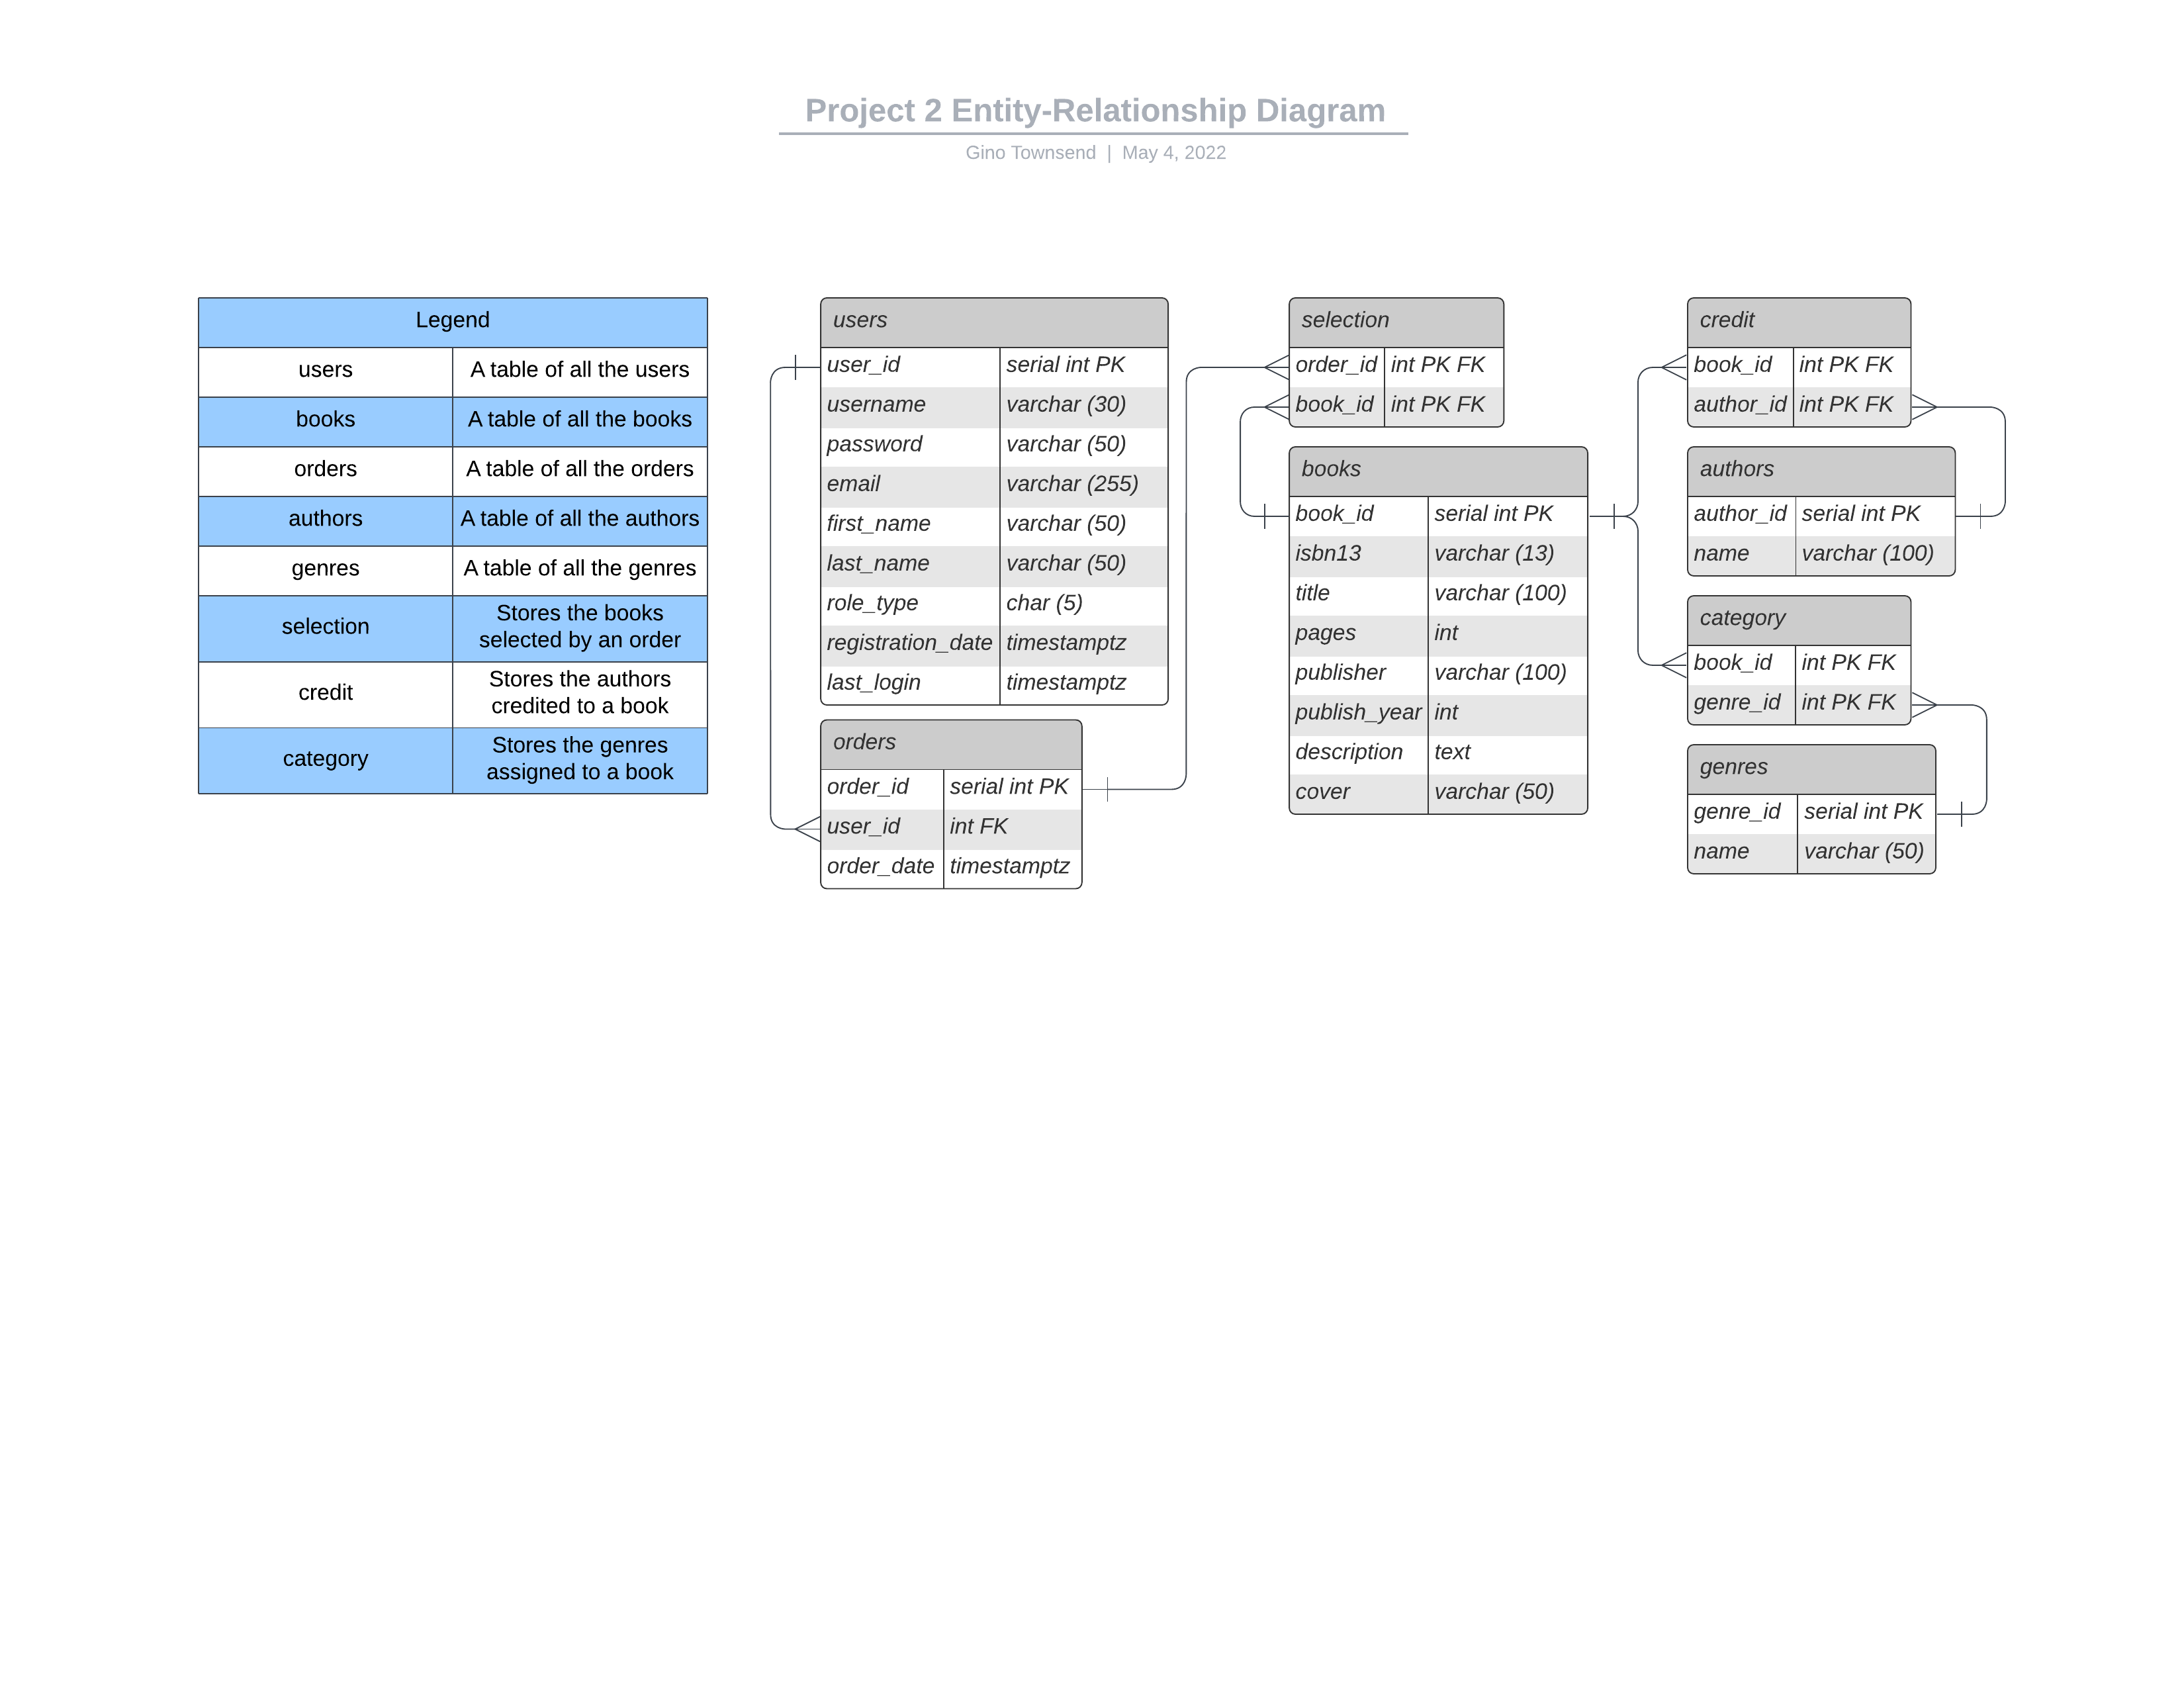 Project 2 Entity-Relationship Diagram
Gino Townsend | May 4, 2022
Legend
users A table of all the users
books A table of all the books
orders A table of all the orders
authors A table of all the authors
genres A table of all the genres
selection Stores the books
selected by an order
credit Stores the authors
credited to a book
category Stores the genres
assigned to a book
users
user_id serial int PK
username varchar (30)
password varchar (50)
email varchar (255)
first_name varchar (50)
last_name varchar (50)
role_type char (5)
registration_date timestamptz
last_login timestamptz
orders
order_id serial int PK
user_id int FK
order_date timestamptz
selection
order_id int PK FK
book_id int PK FK
books
book_id serial int PK
isbn13 varchar (13)
title varchar (100)
pages int
publisher varchar (100)
publish_year int
description text
cover varchar (50)
credit
book_id int PK FK
author_id int PK FK
authors
author_id serial int PK
name varchar (100)
category
book_id int PK FK
genre_id int PK FK
genres
genre_id serial int PK
name varchar (50)